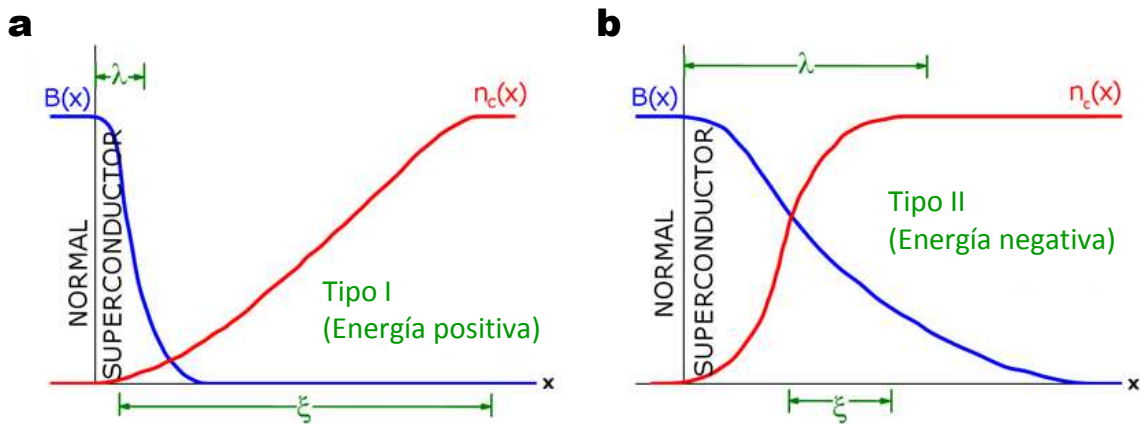 a
λ
B(x)
n_c(x)
NORMAL
SUPERCONDUCTOR
Tipo I
(Energía positiva)
x
ξ
b
λ
B(x)
n_c(x)
NORMAL
SUPERCONDUCTOR
Tipo II
(Energía negativa)
x
ξ